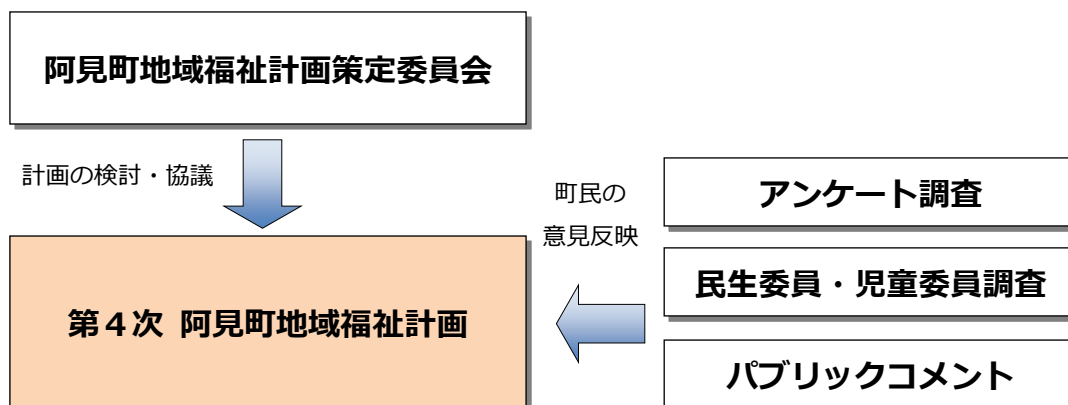 阿見町地域福祉計画策定委員会
計画の検討・協議
町民の
意見反映
アンケート調査
民生委員・児童委員調査
パブリックコメント
第４次 阿見町地域福祉計画